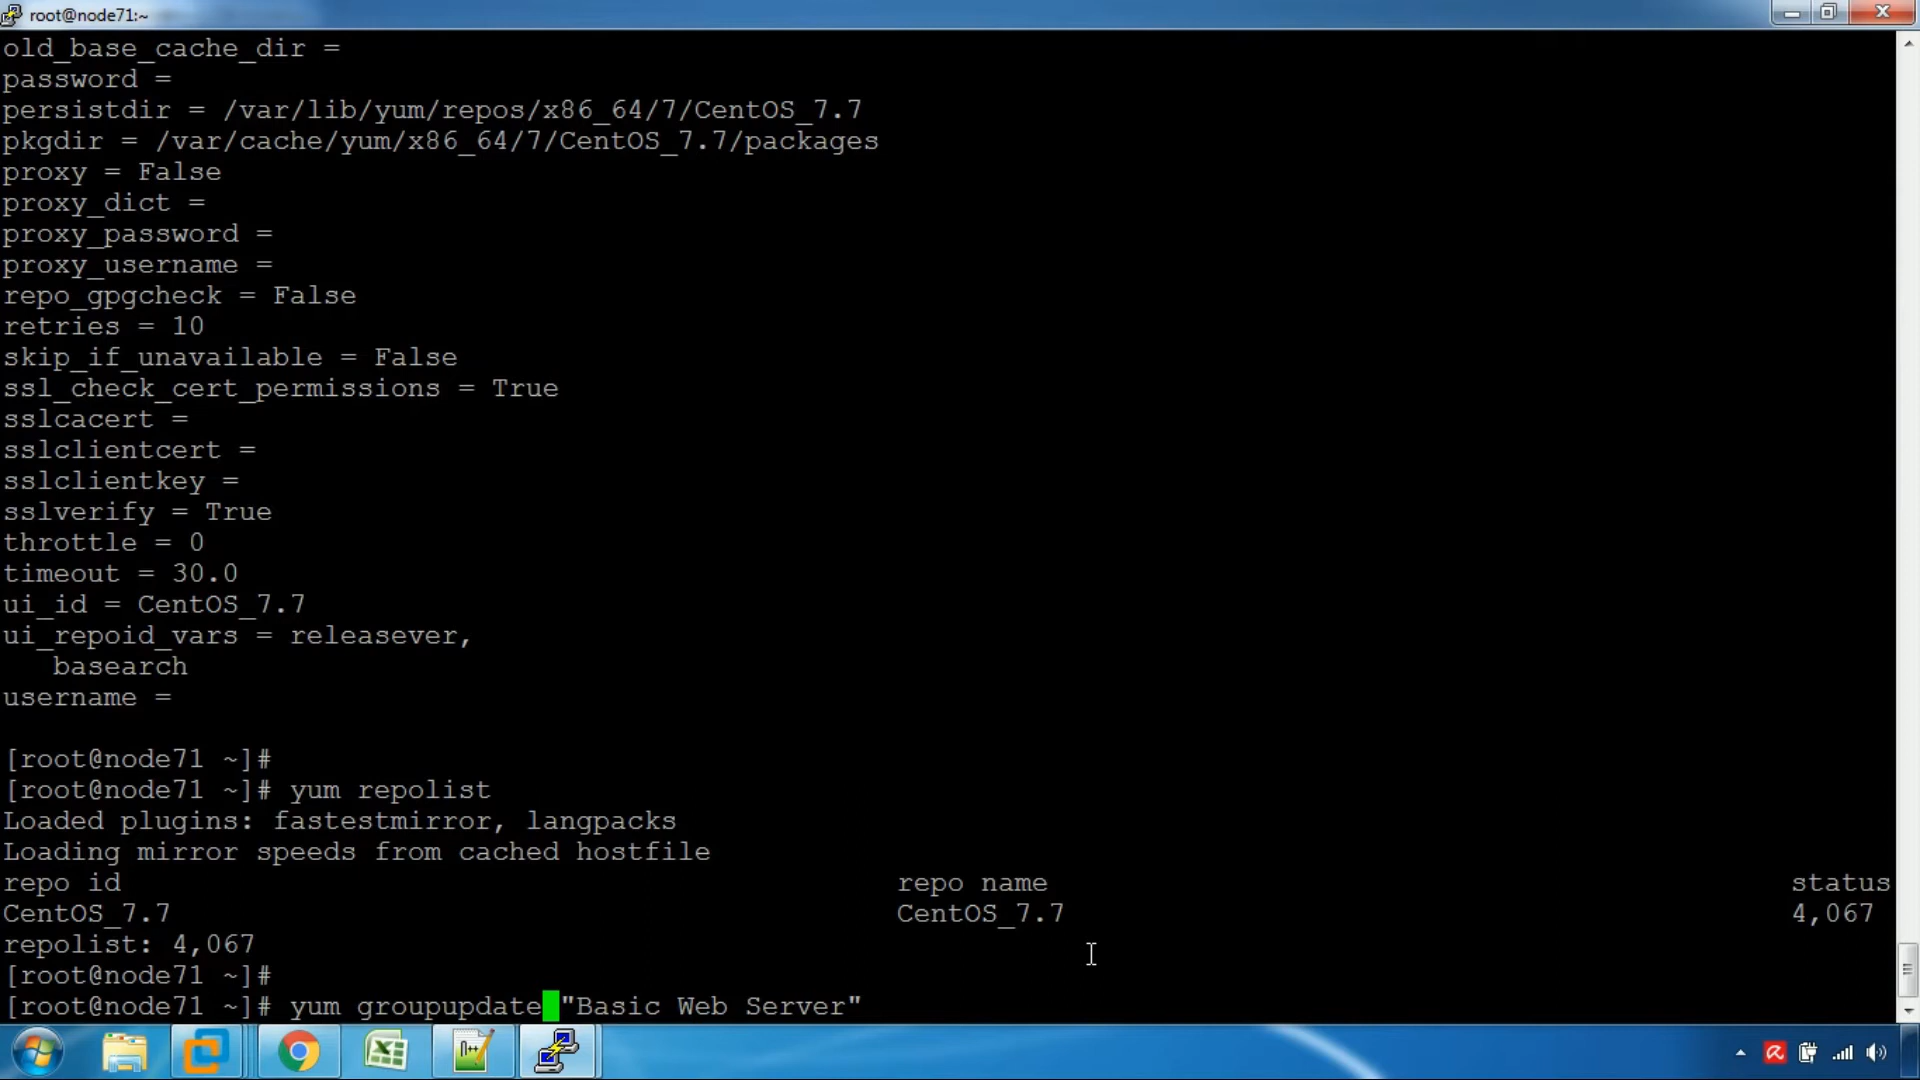 root@node71:~
old_base_cache_dir =
password =
persistdir = /var/lib/yum/repos/x86_64/7/CentOS_7.7
pkgdir = /var/cache/yum/x86_64/7/CentOS_7.7/packages
proxy = False
proxy_dict =
proxy_password =
proxy_username =
repo_gpgcheck = False
retries = 10
skip_if_unavailable = False
ssl_check_cert_permissions = True
sslcacert =
sslclientcert =
sslclientkey =
sslverify = True
throttle = 0
timeout = 30.0
ui_id = CentOS_7.7
ui_repoid_vars = releasever,
basearch
username =
[root@node71 ~]#
[root@node71 ~]# yum repolist
Loaded plugins: fastestmirror, langpacks
Loading mirror speeds from cached hostfile
repo id repo name status
CentOS_7.7 CentOS_7.7 4,067
repolist: 4,067
[root@node71 ~]#
[root@node71 ~]# yum groupupdate "Basic Web Server"